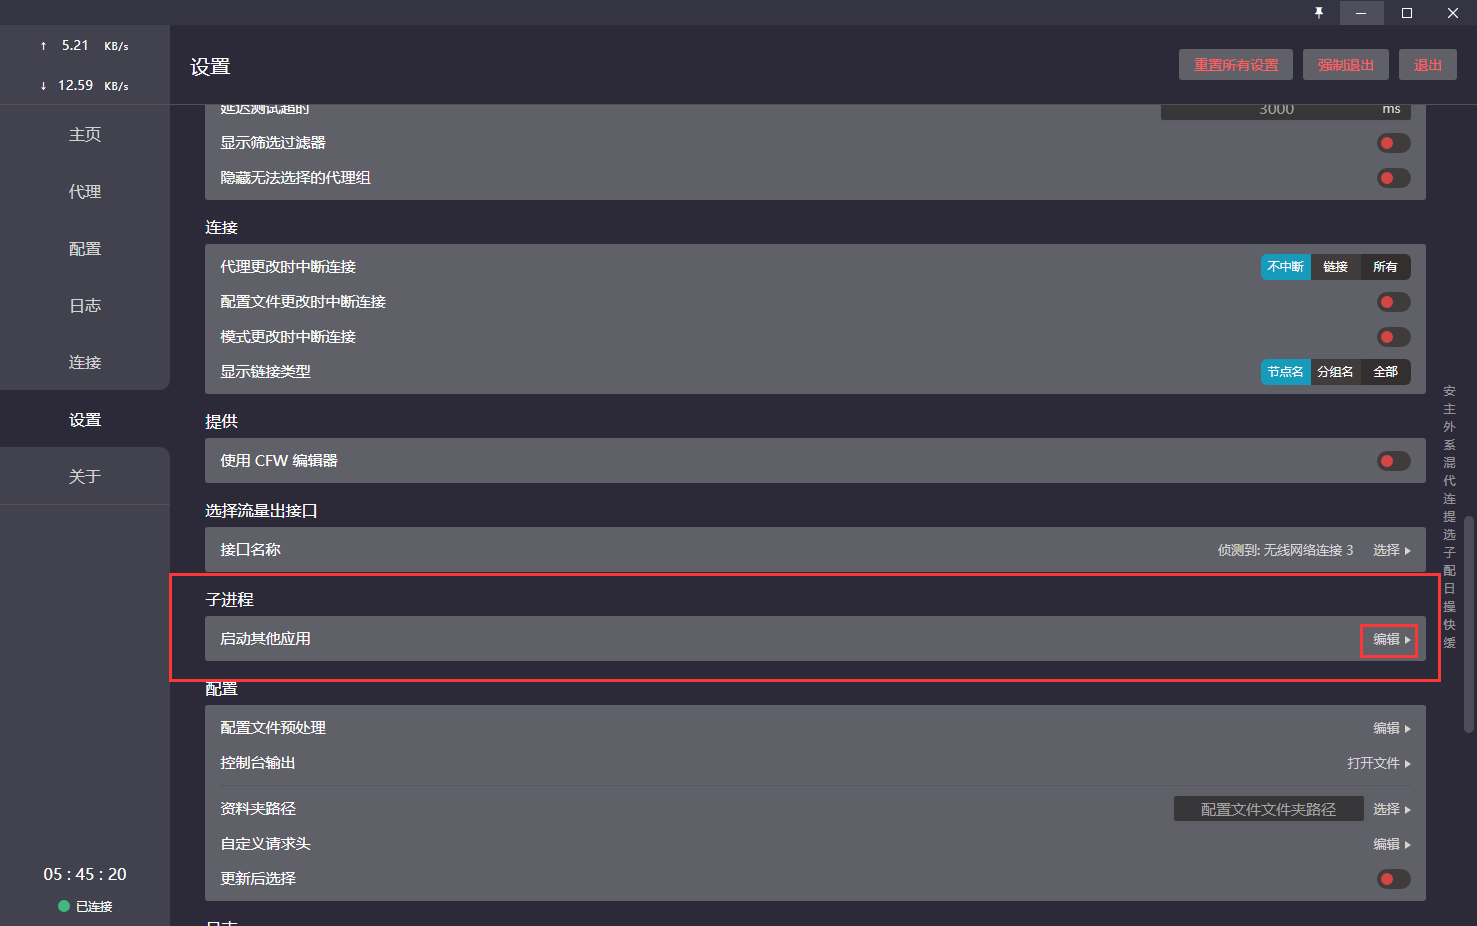 ↑ 5.21 KB/s
↓ 12.59 KB/s
主页
代理
配置
日志
连接
设置
关于
05 : 45 : 20
已连接
设置
重置所有设置 强制退出 退出
延迟测试超时 3000 ms
显示筛选过滤器
隐藏无法选择的代理组
连接
代理更改时中断连接 不中断 链接 所有
配置文件更改时中断连接
模式更改时中断连接
显示链接类型 节点名 分组名 全部
提供
使用 CFW 编辑器
选择流量出接口
接口名称 侦测到: 无线网络连接 3 选择
子进程
启动其他应用 编辑
配置
配置文件预处理 编辑
控制台输出 打开文件
资料夹路径 配置文件文件夹路径 选择
自定义请求头 编辑
更新后选择
日志
安
主
外
系
混
代
连
提
选
子
配
日
操
快
缓